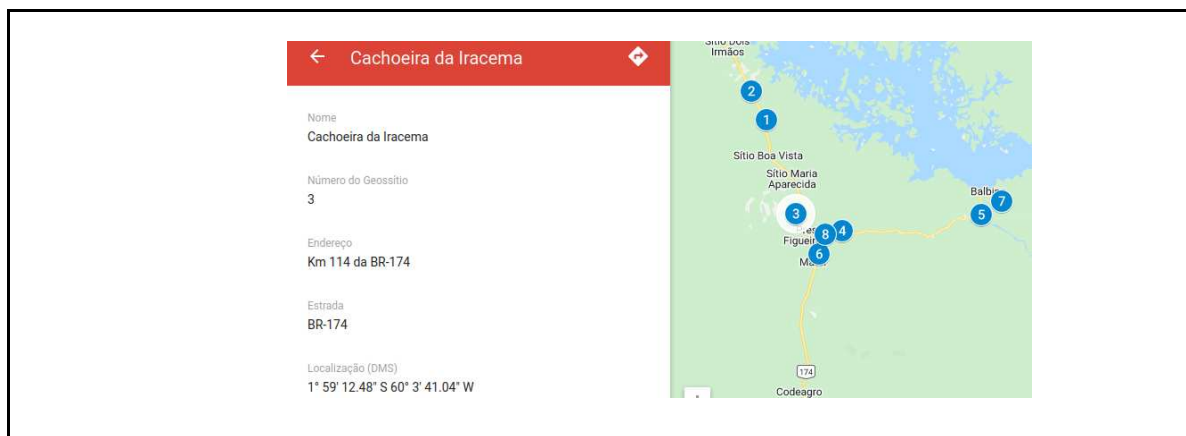 Cachoeira da Iracema
Nome
Cachoeira da Iracema
Número do Geossítio
3
Endereço
Km 114 da BR-174
Estrada
BR-174
Localização (DMS)
1° 59' 12.48" S 60° 3' 41.04" W
Sítio Dois
Irmãos
2
1
Sítio Boa Vista
Sítio Maria
Aparecida
3
Balbi
7
5
8
4
Figueir
6
174
Codeagro